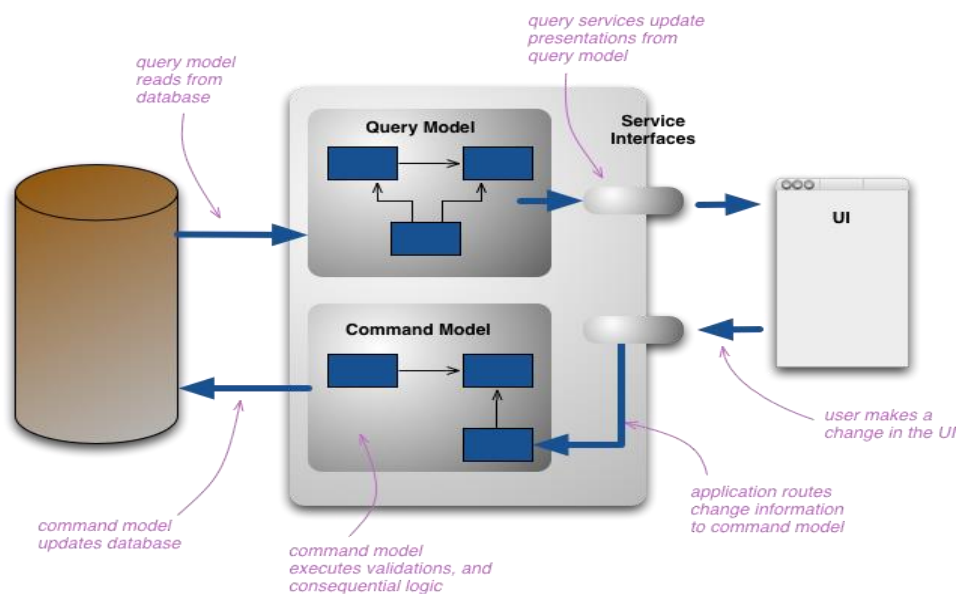 query services update
presentations from
query model
query model
reads from
database
Query Model
Service
Interfaces
UI
Command Model
user makes a
change in the UI
application routes
change information
to command model
command model
updates database
command model
executes validations, and
consequential logic